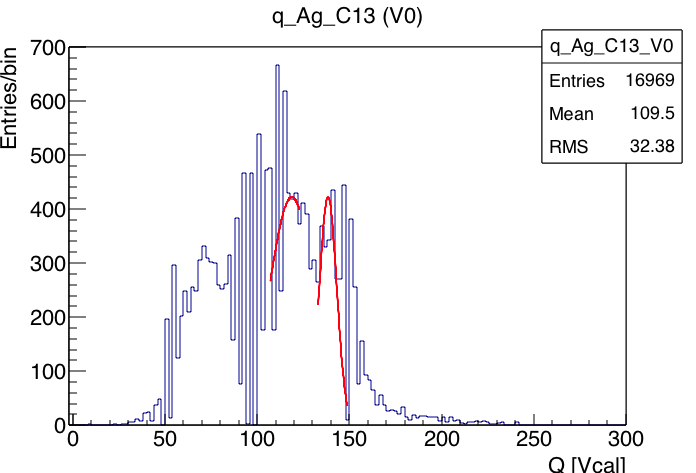 q_Ag_C13 (V0)
q_Ag_C13_V0
Entries 16969
Mean 109.5
RMS 32.38
Entries/bin
700
600
500
400
300
200
100
0
0 50 100 150 200 250 300
Q [Vcal]